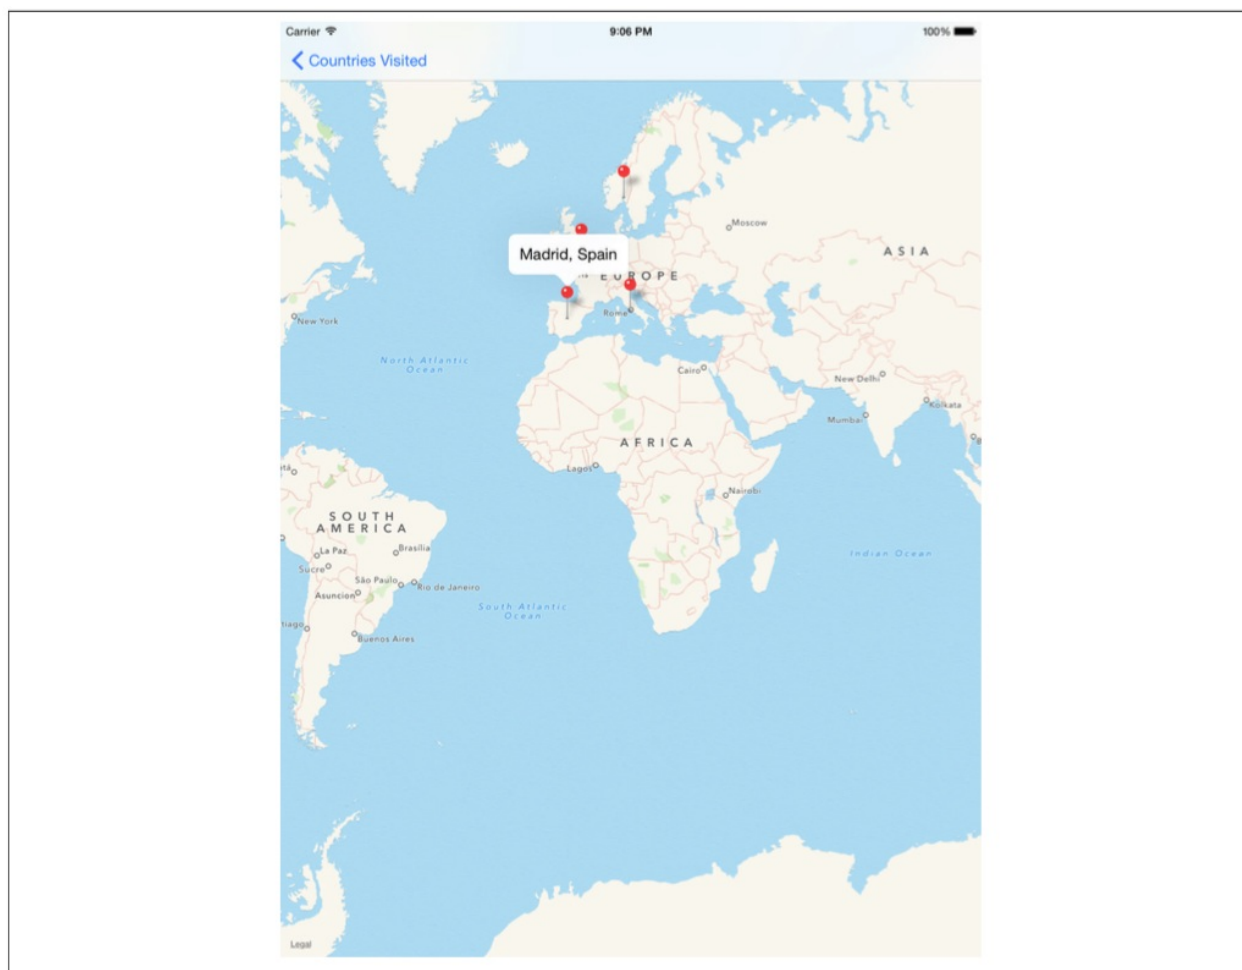 Carrier
9:06 PM
100%
Countries Visited
Moscow
ASIA
Madrid, Spain
EUROPE
Rome
New York
North Atlantic
Ocean
Cairo
New Delhi
Kolkata
Mumbai
AFRICA
Lagos
Nairobi
SOUTH
AMERICA
La Paz
Brasília
Indian Ocean
Sucre
São Paulo
Rio de Janeiro
Asuncion
South Atlantic
Ocean
tiago
Buenos Aires
Legal